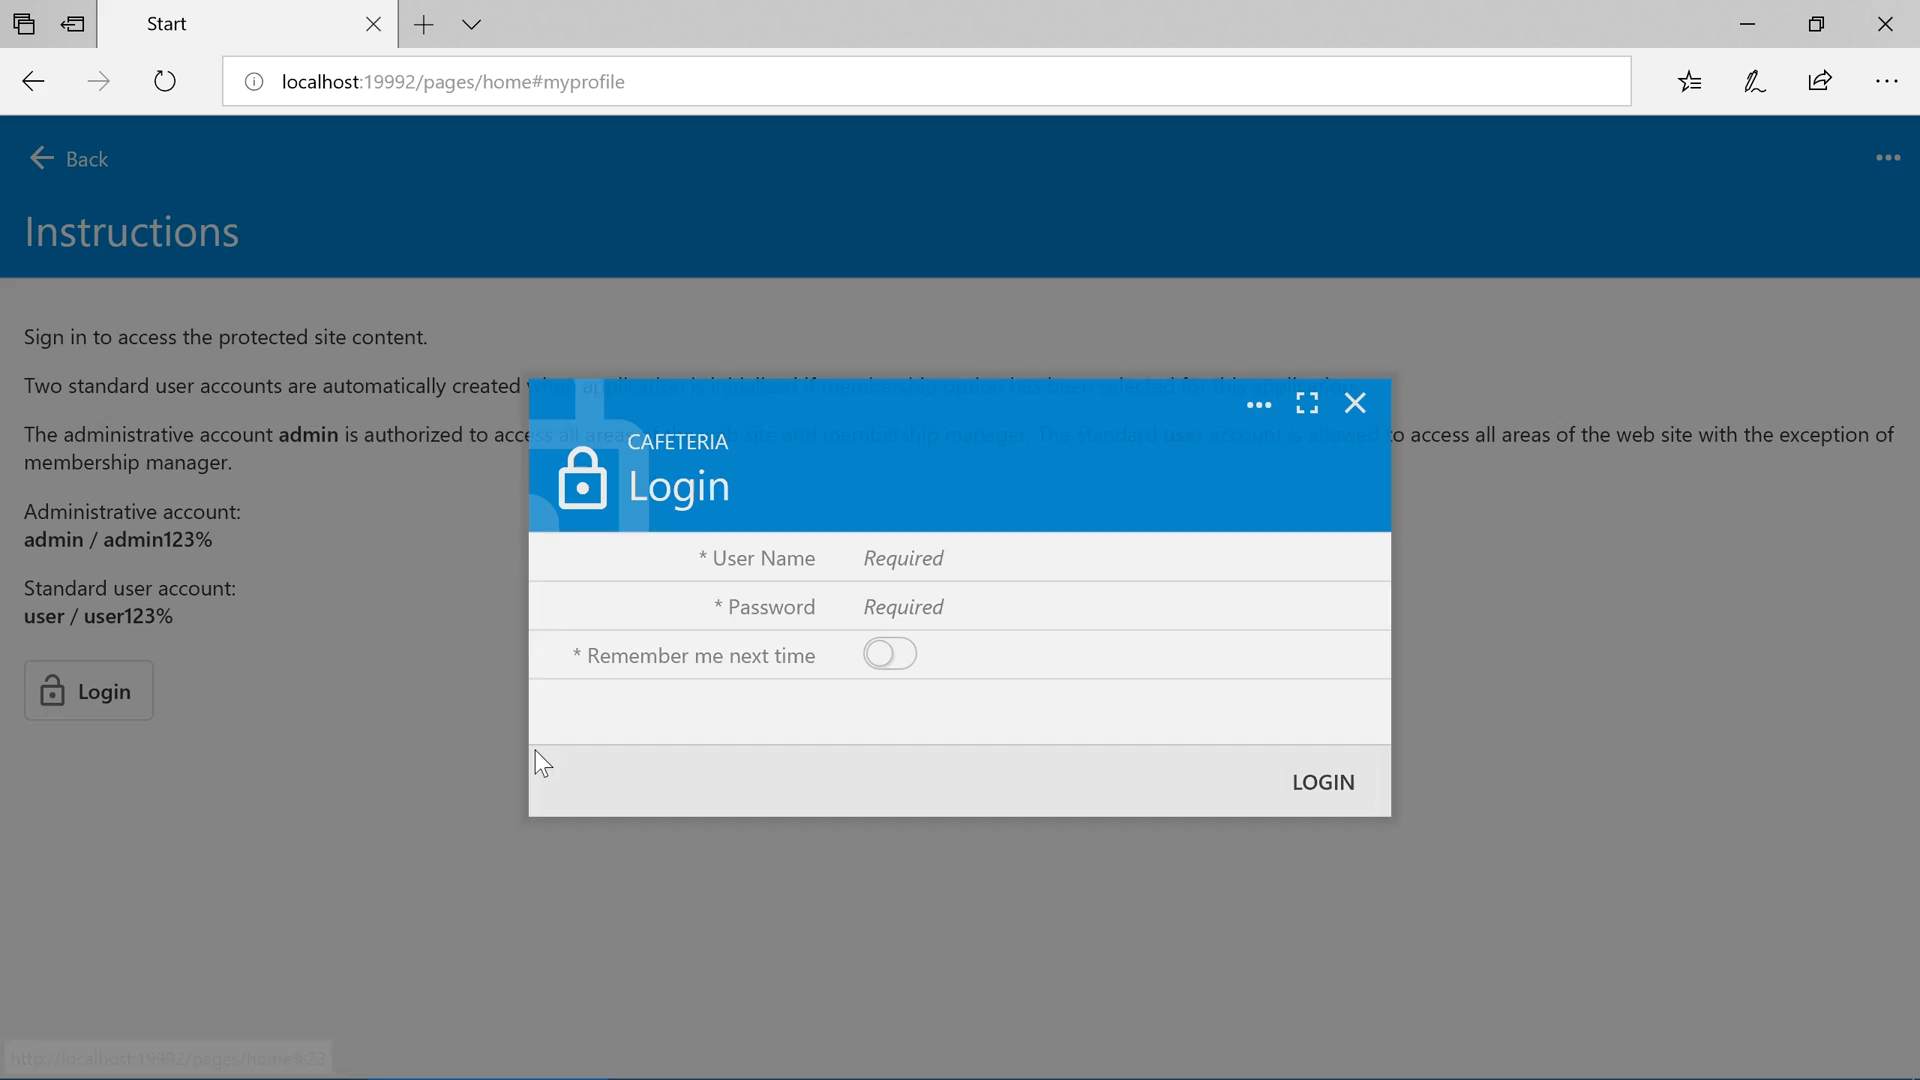 Start
localhost:19992/pages/home#myprofile
Back
Instructions
Sign in to access the protected site content.
Two standard user accounts are automatically created when application is initialised if membership option has been selected for this application.
The administrative account admin is authorized to access all areas of the web site and membership manager. The standard user account is allowed to access all areas of the web site with the exception of
membership manager.
Administrative account:
admin / admin123%
Standard user account:
user / user123%
Login
CAFETERIA
Login
* User Name Required
* Password Required
* Remember me next time
LOGIN
http://localhost:19992/pages/home%23